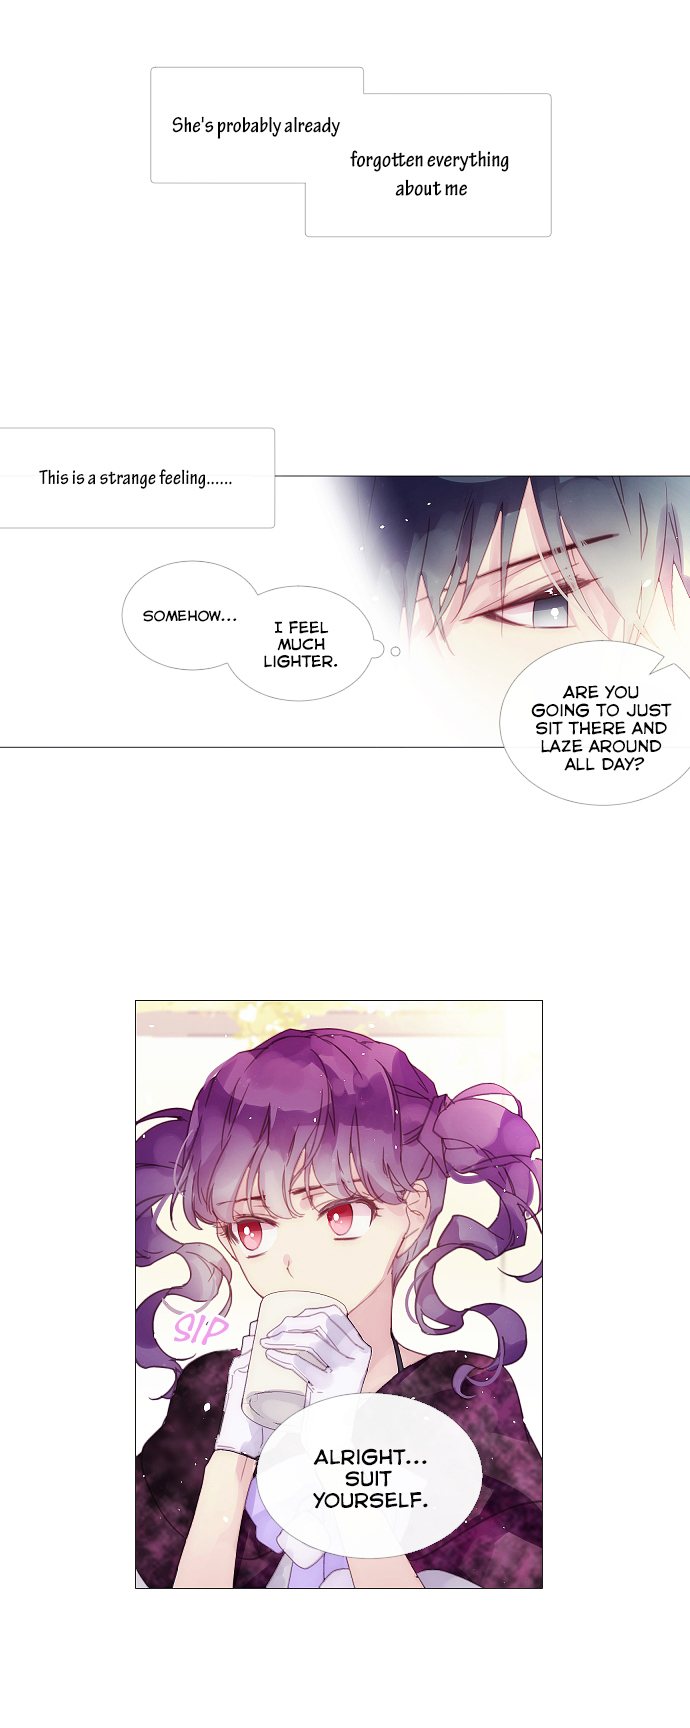 She's probably already
forgotten everything
about me
This is a strange feeling......
SOMEHOW...
I FEEL
MUCH
LIGHTER.
ARE YOU
GOING TO JUST
SIT THERE AND
LAZE AROUND
ALL DAY?
SIP
ALRIGHT...
SUIT
YOURSELF.